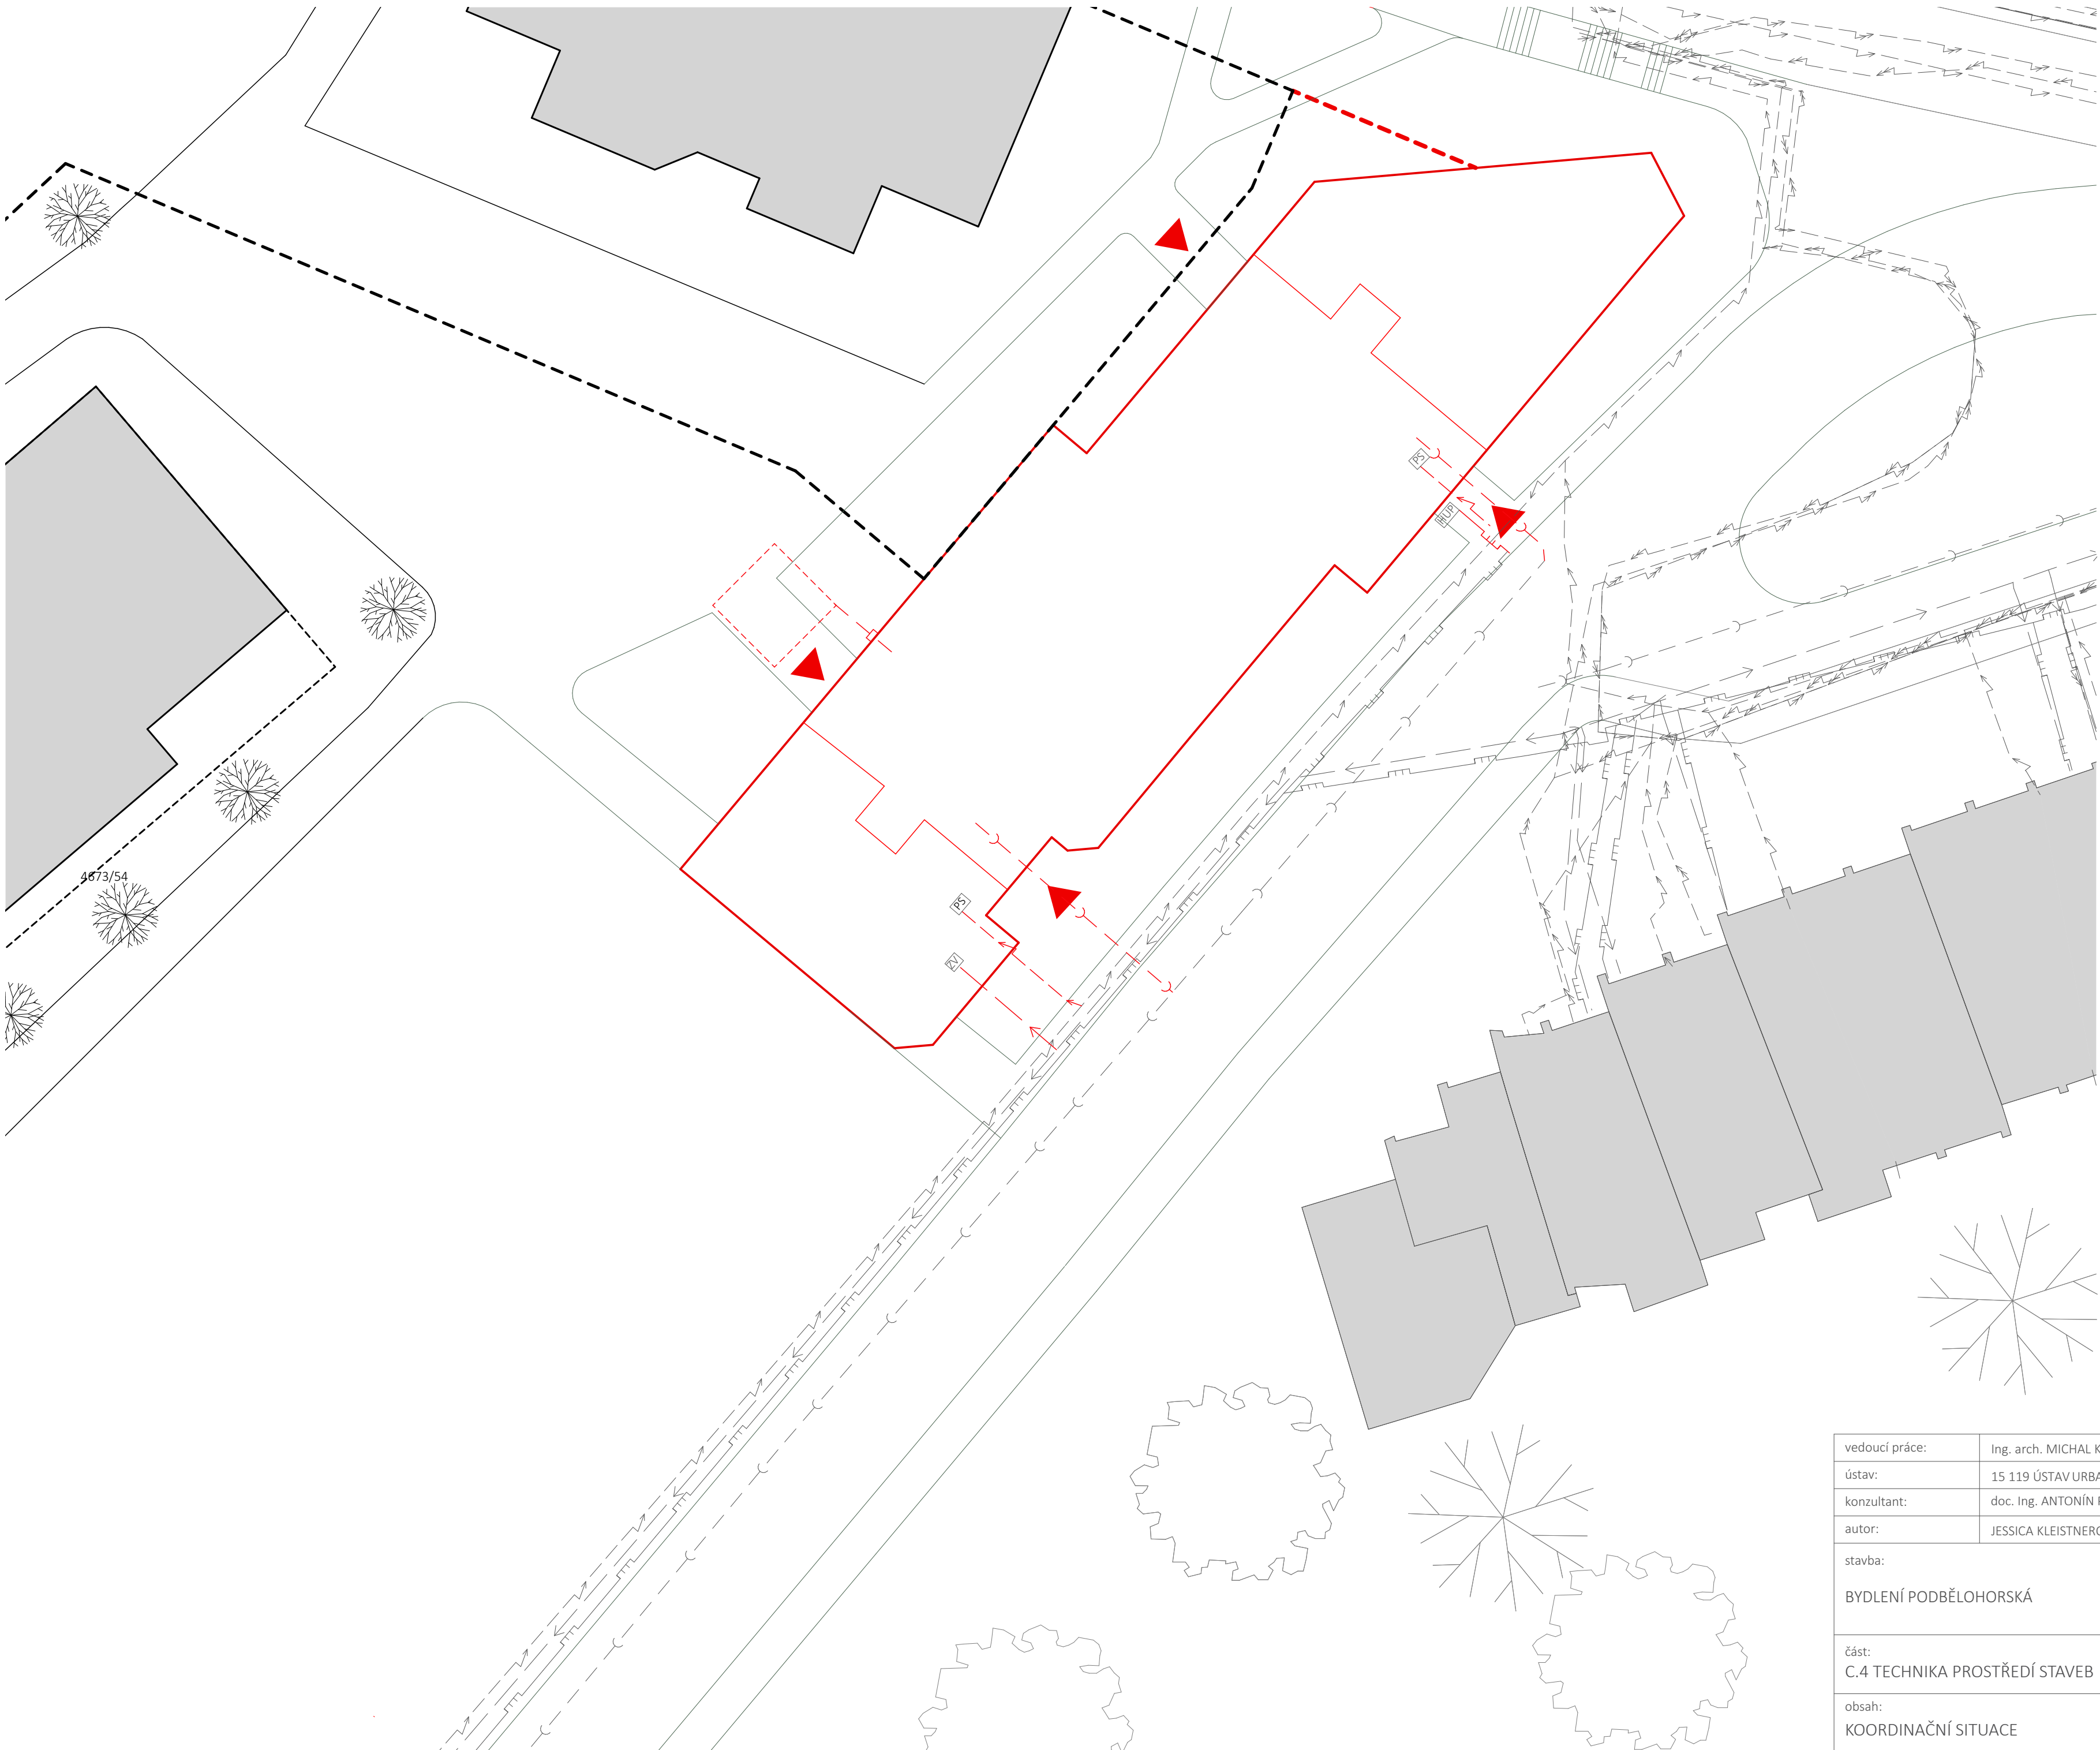 PS
HUP
4673/54
PS
ZV
vedoucí práce: Ing. arch. MICHAL K
ústav: 15 119 ÚSTAV URBA
konzultant: doc. Ing. ANTONÍN
autor: JESSICA KLEISTNERO
stavba:
BYDLENÍ PODBĚLOHORSKÁ
část:
C.4 TECHNIKA PROSTŘEDÍ STAVEB
obsah:
KOORDINAČNÍ SITUACE